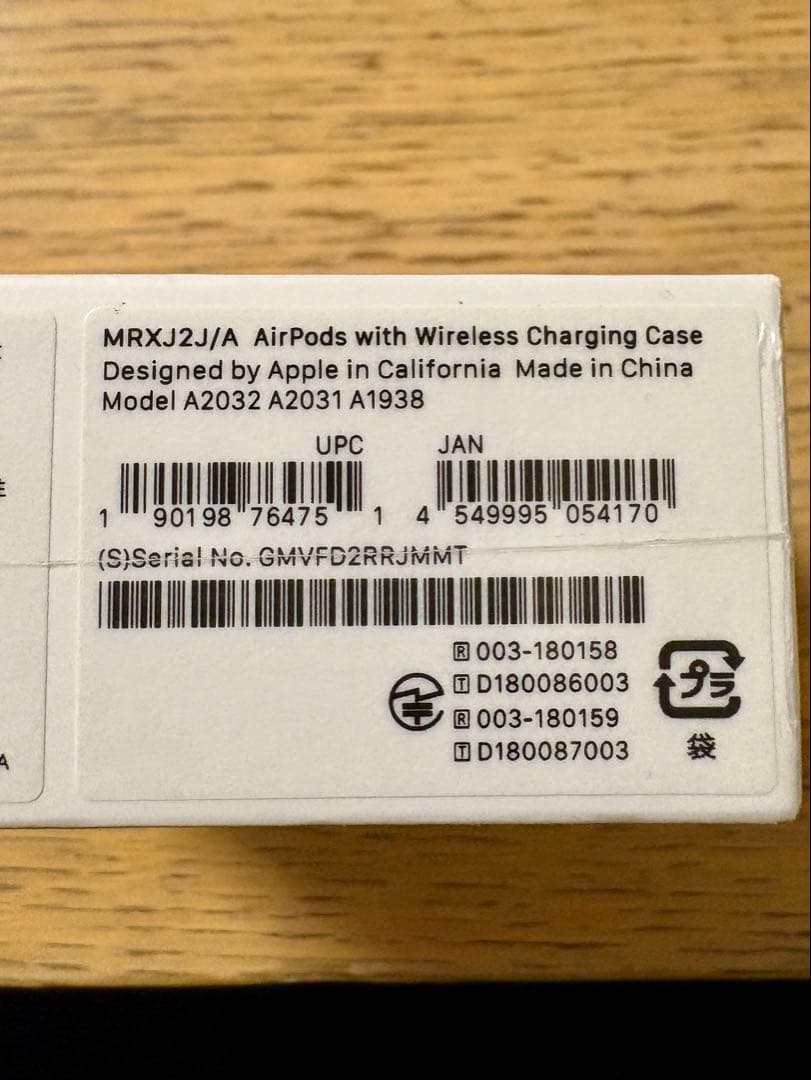 MRXJ2J/A AirPods with Wireless Charging Case
Designed by Apple in California Made in China
Model A2032 A2031 A1938
UPC JAN
1 90198 76475 1 4 549995 054170
(S)Serial No. GMVFD2RRJMMT
R 003-180158
T D180086003
R 003-180159
T D180087003
プラ
袋
A